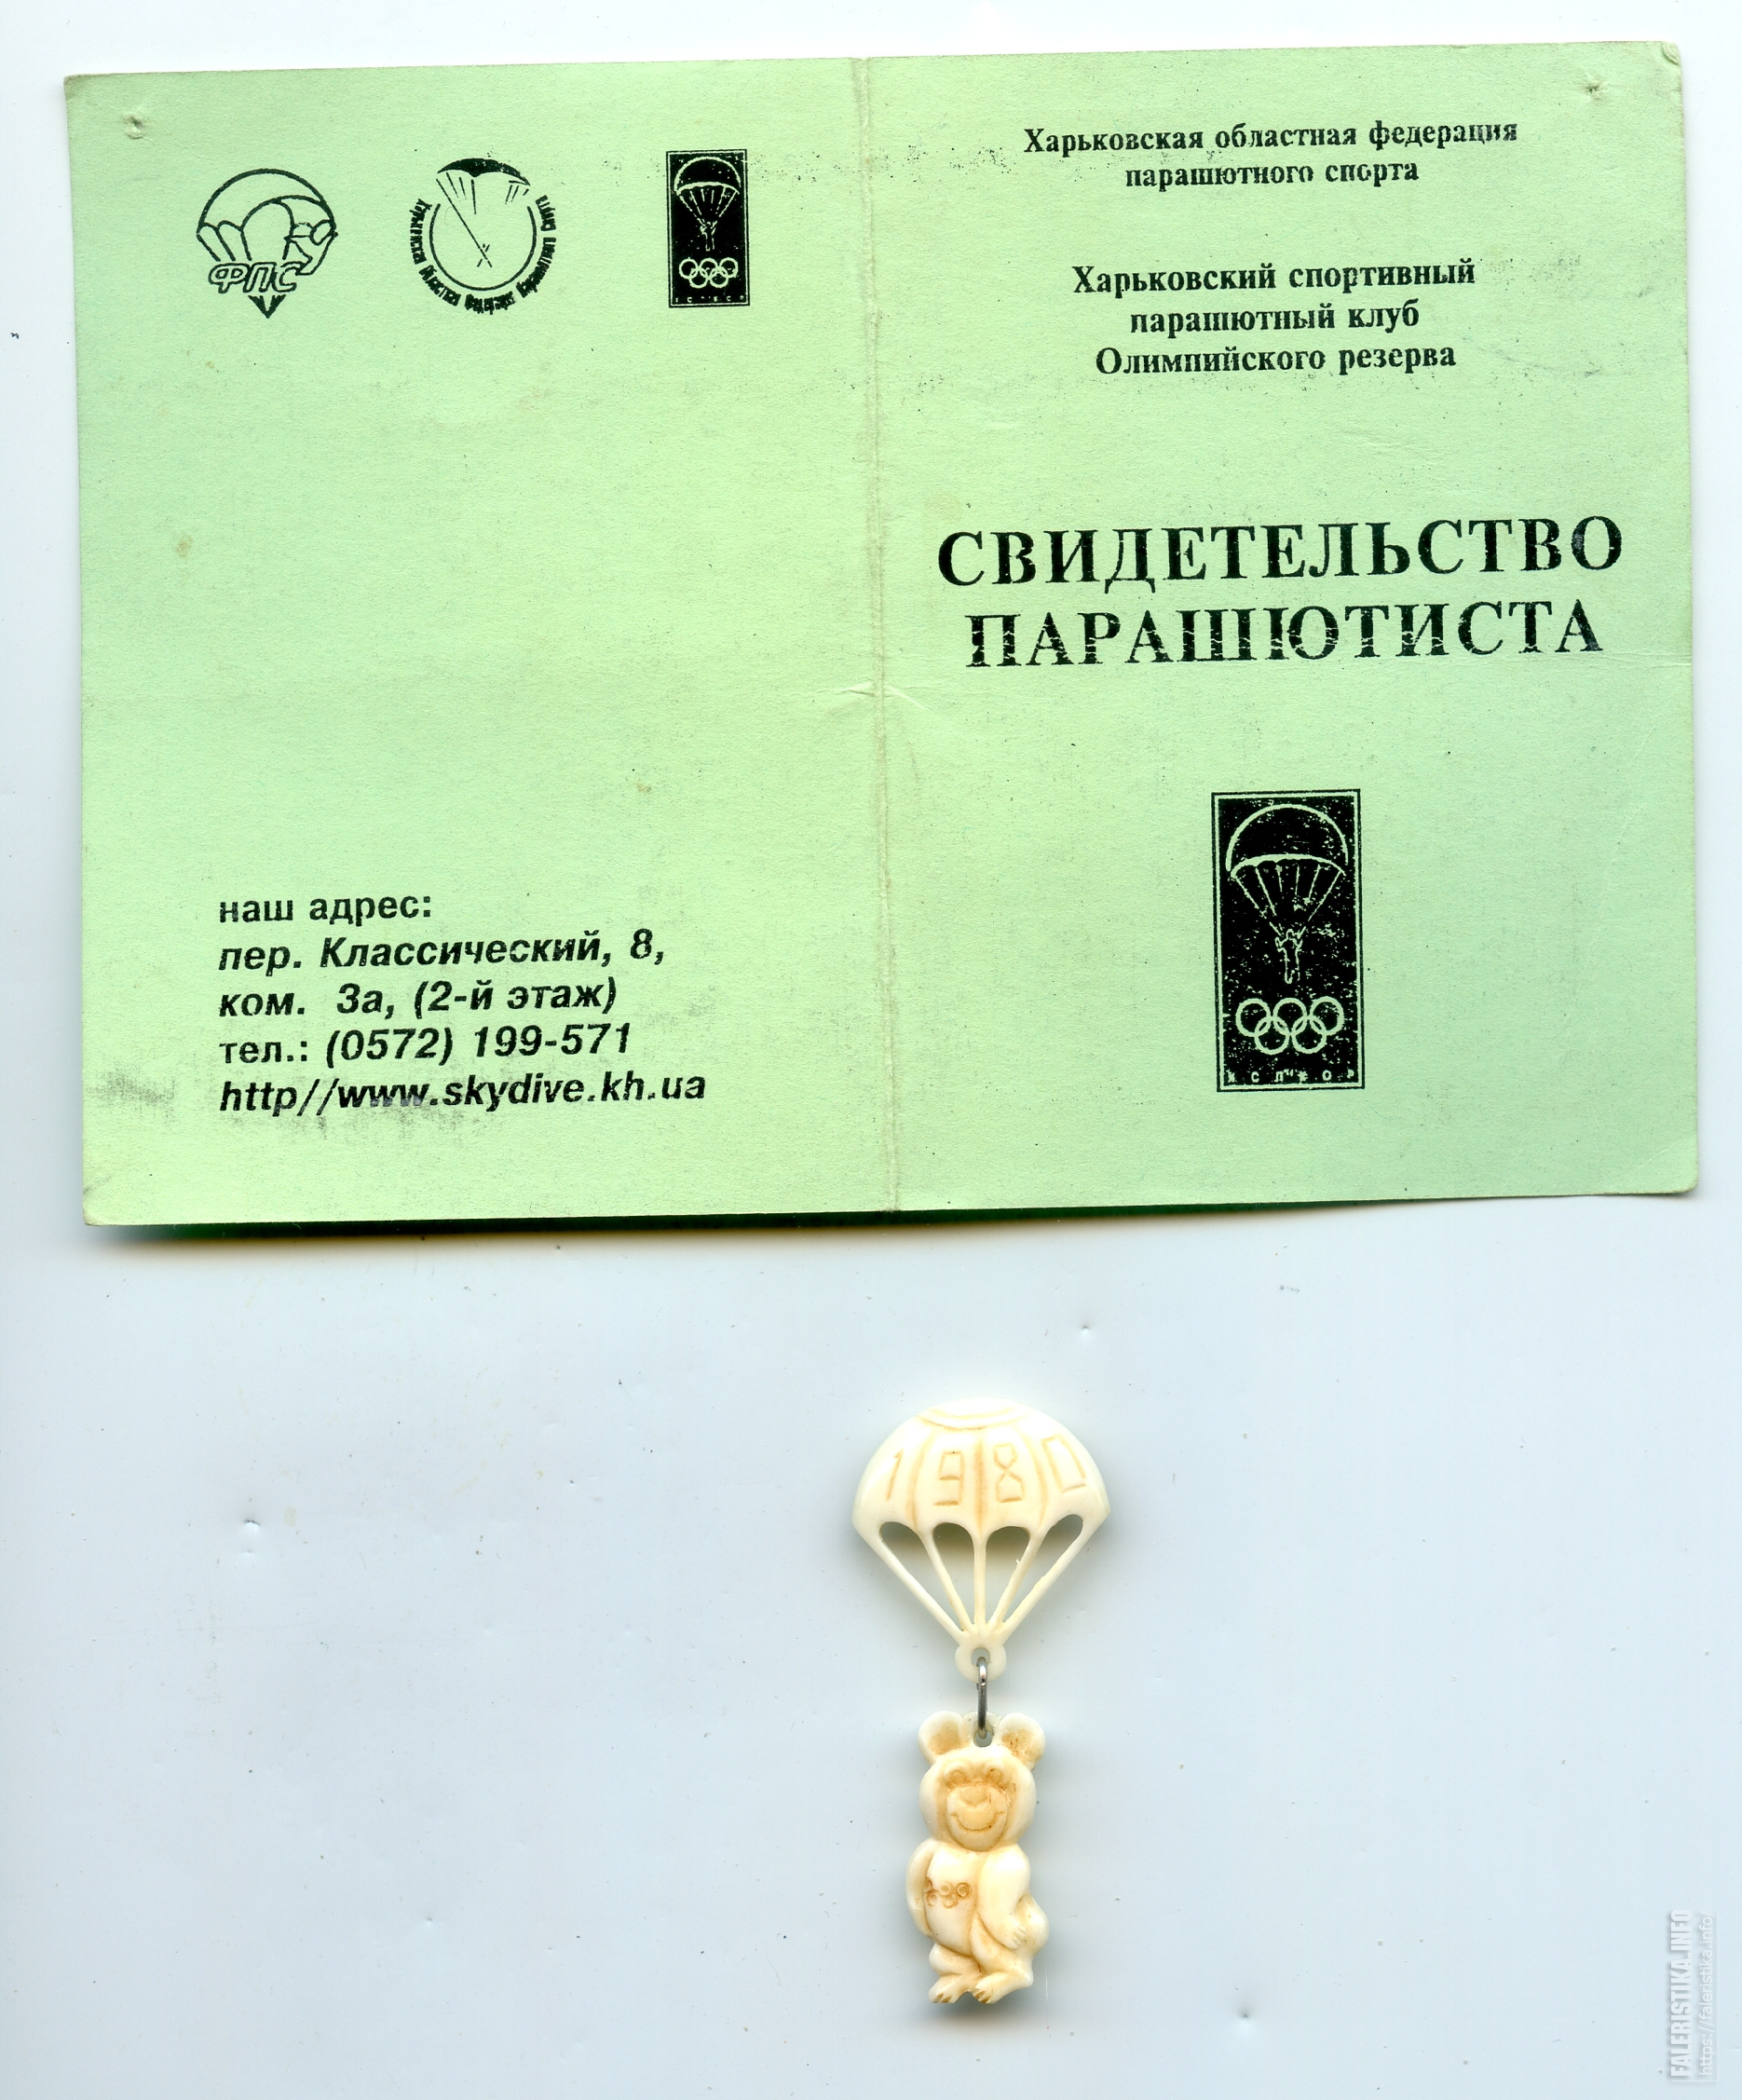 ФПС
Харьковская областная федерация
парашютного спорта
Харьковский спортивный
парашютный клуб
Олимпийского резерва
СВИДЕТЕЛЬСТВО
ПАРАШЮТИСТА
наш адрес:
пер. Классический, 8,
ком. 3а, (2-й этаж)
тел.: (0572) 199-571
http//www.skydive.kh.ua
1980
FALERISTIKA.INFO
https://faleristika.info/